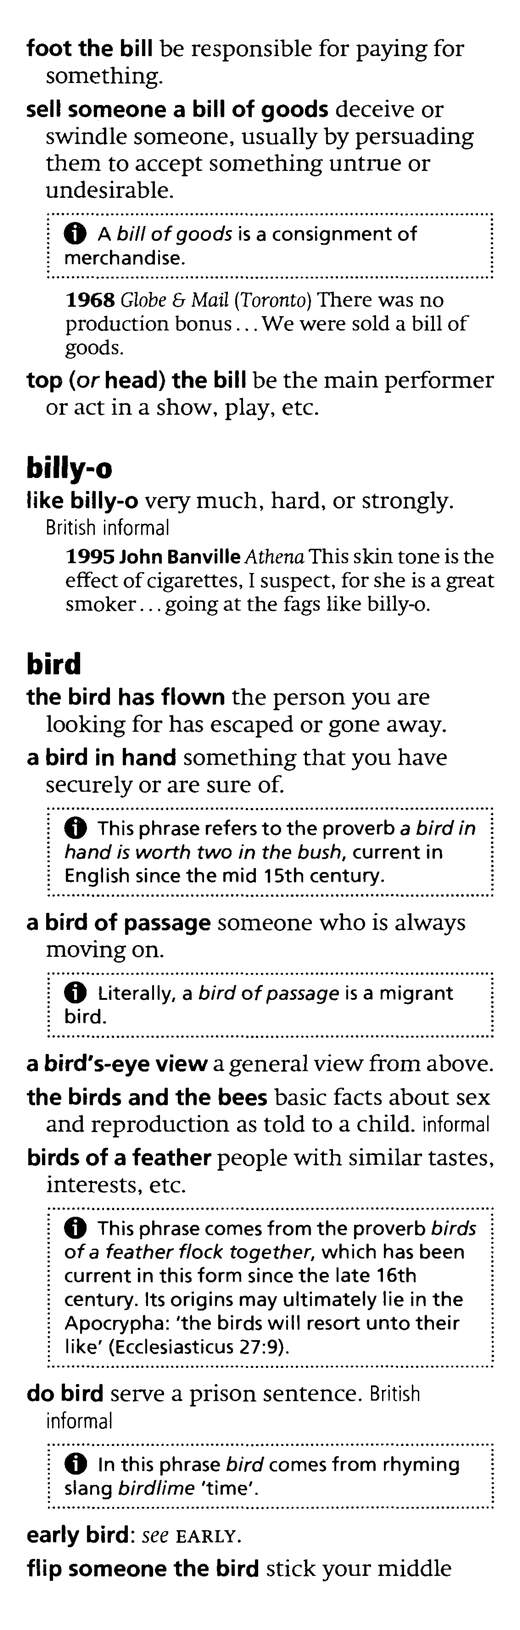 foot the bill be responsible for paying for
something.
sell someone a bill of goods deceive or
swindle someone, usually by persuading
them to accept something untrue or
undesirable.
A bill of goods is a consignment of
merchandise.
1968 Globe & Mail (Toronto) There was no
production bonus... We were sold a bill of
goods.
top (or head) the bill be the main performer
or act in a show, play, etc.
billy-o
like billy-o very much, hard, or strongly.
British informal
1995 John Banville Athena This skin tone is the
effect of cigarettes, I suspect, for she is a great
smoker... going at the fags like billy-o.
bird
the bird has flown the person you are
looking for has escaped or gone away.
a bird in hand something that you have
securely or are sure of.
This phrase refers to the proverb a bird in
hand is worth two in the bush, current in
English since the mid 15th century.
a bird of passage someone who is always
moving on.
Literally, a bird of passage is a migrant
bird.
a bird's-eye view a general view from above.
the birds and the bees basic facts about sex
and reproduction as told to a child. informal
birds of a feather people with similar tastes,
interests, etc.
This phrase comes from the proverb birds
of a feather flock together, which has been
current in this form since the late 16th
century. Its origins may ultimately lie in the
Apocrypha: 'the birds will resort unto their
like' (Ecclesiasticus 27:9).
do bird serve a prison sentence. British
informal
In this phrase bird comes from rhyming
slang birdlime 'time'.
early bird: see EARLY.
flip someone the bird stick your middle